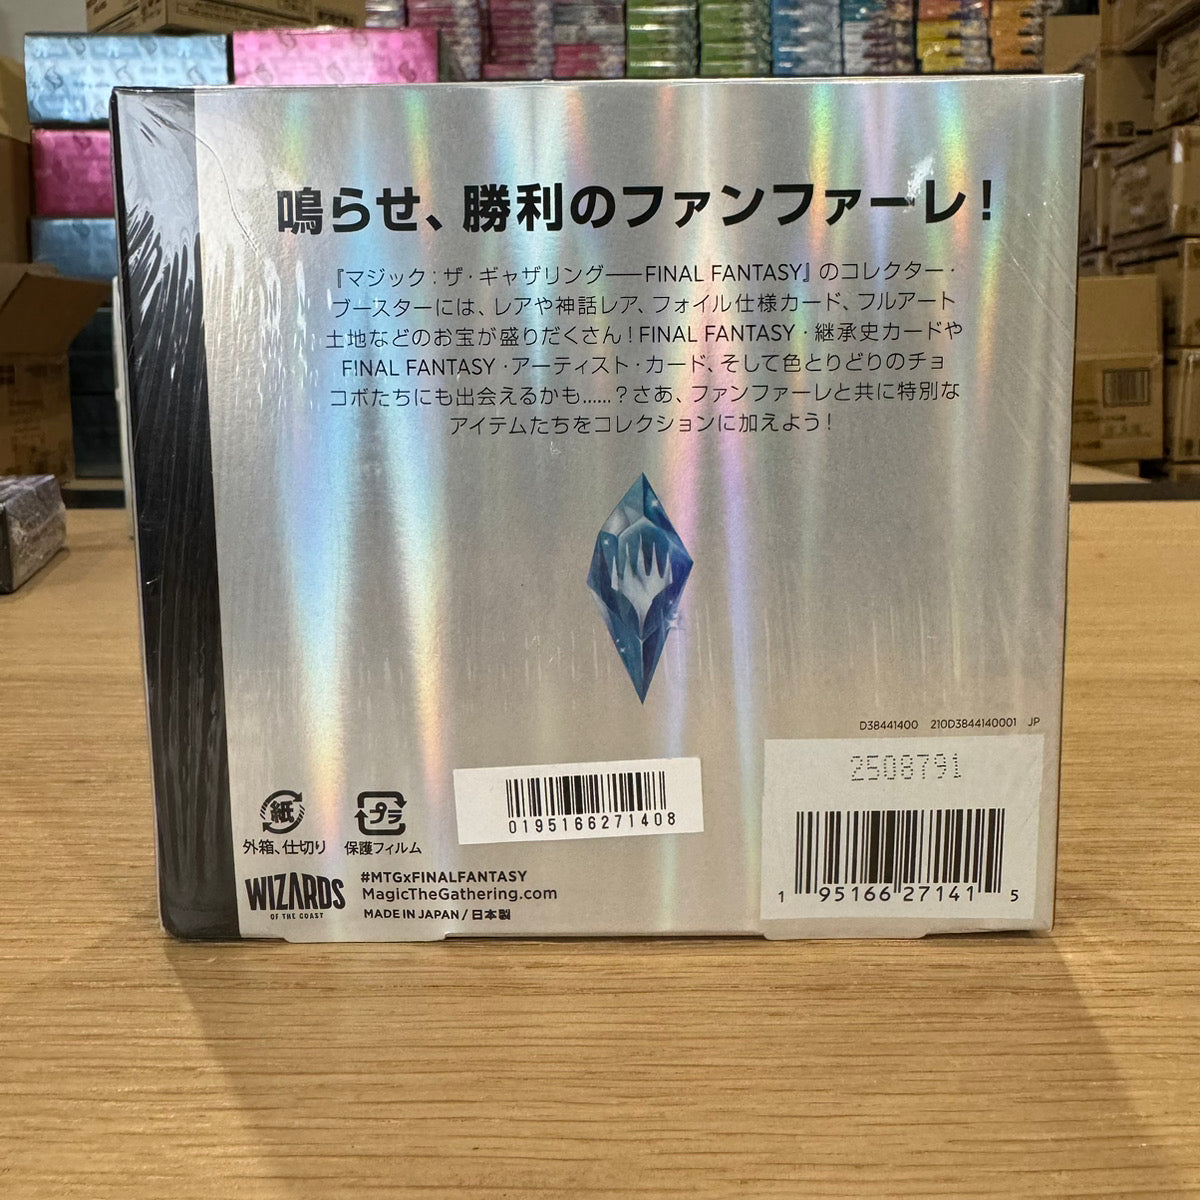 鳴らせ、勝利のファンファーレ！
『マジック：ザ・ギャザリング——FINAL FANTASY』のコレクター・
ブースターには、レアや神話レア、フォイル仕様カード、フルアート
土地などのお宝が盛りだくさん！FINAL FANTASY・継承史カードや
FINAL FANTASY・アーティスト・カード、そして色とりどりのチョ
コボたちにも出会えるかも……？さあ、ファンファーレと共に特別な
アイテムたちをコレクションに加えよう！
D38441400 210D3844140001 JP
2508791
1 95166 27141 5
0195166271408
紙
外箱、仕切り
プラ
保護フィルム
WIZARDS
OF THE COAST
#MTGxFINALFANTASY
MagicTheGathering.com
MADE IN JAPAN / 日本製